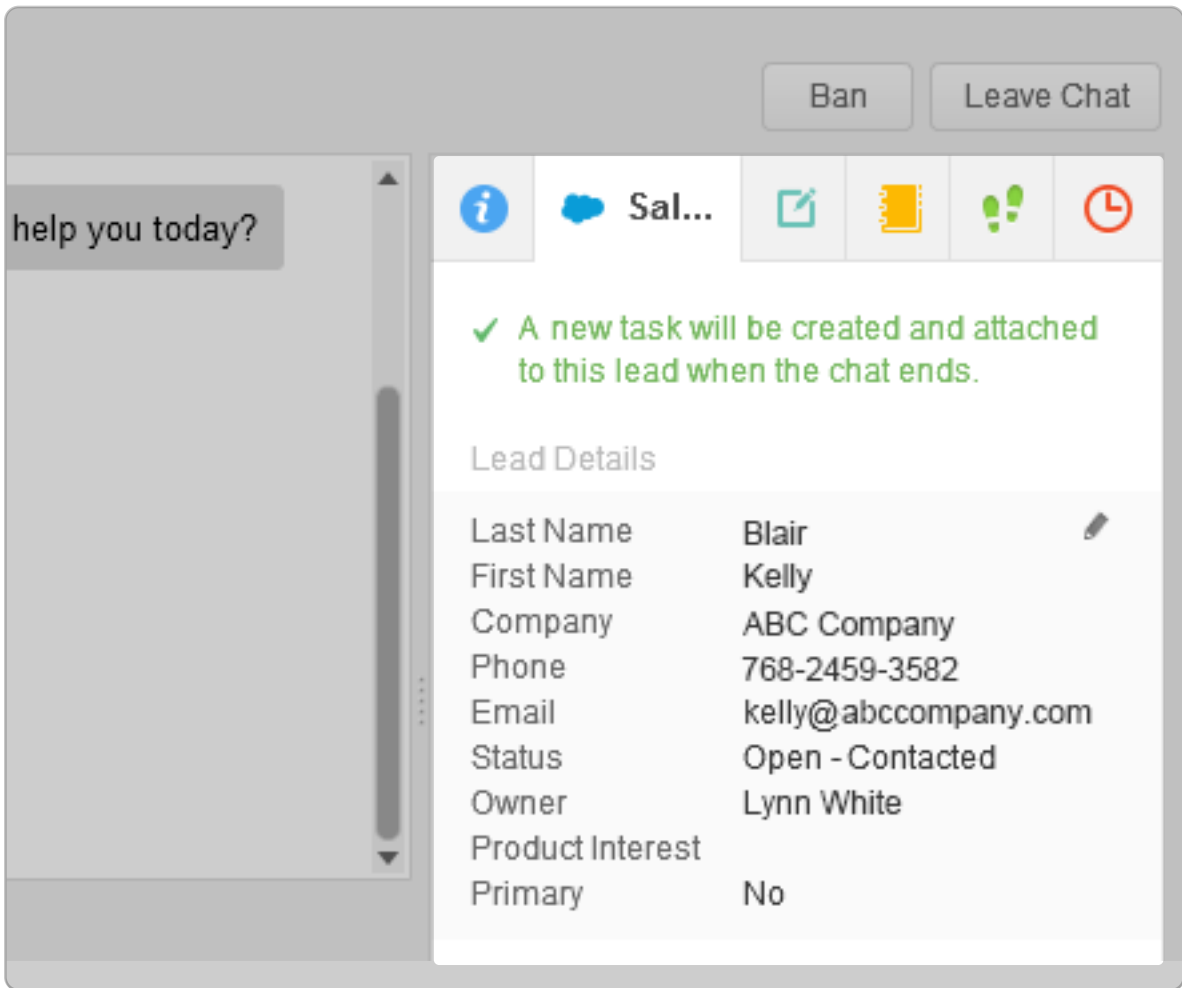 Ban Leave Chat
help you today?
Sal...
A new task will be created and attached
to this lead when the chat ends.
Lead Details
Last Name Blair
First Name Kelly
Company ABC Company
Phone 768-2459-3582
Email kelly@abccompany.com
Status Open - Contacted
Owner Lynn White
Product Interest
Primary No